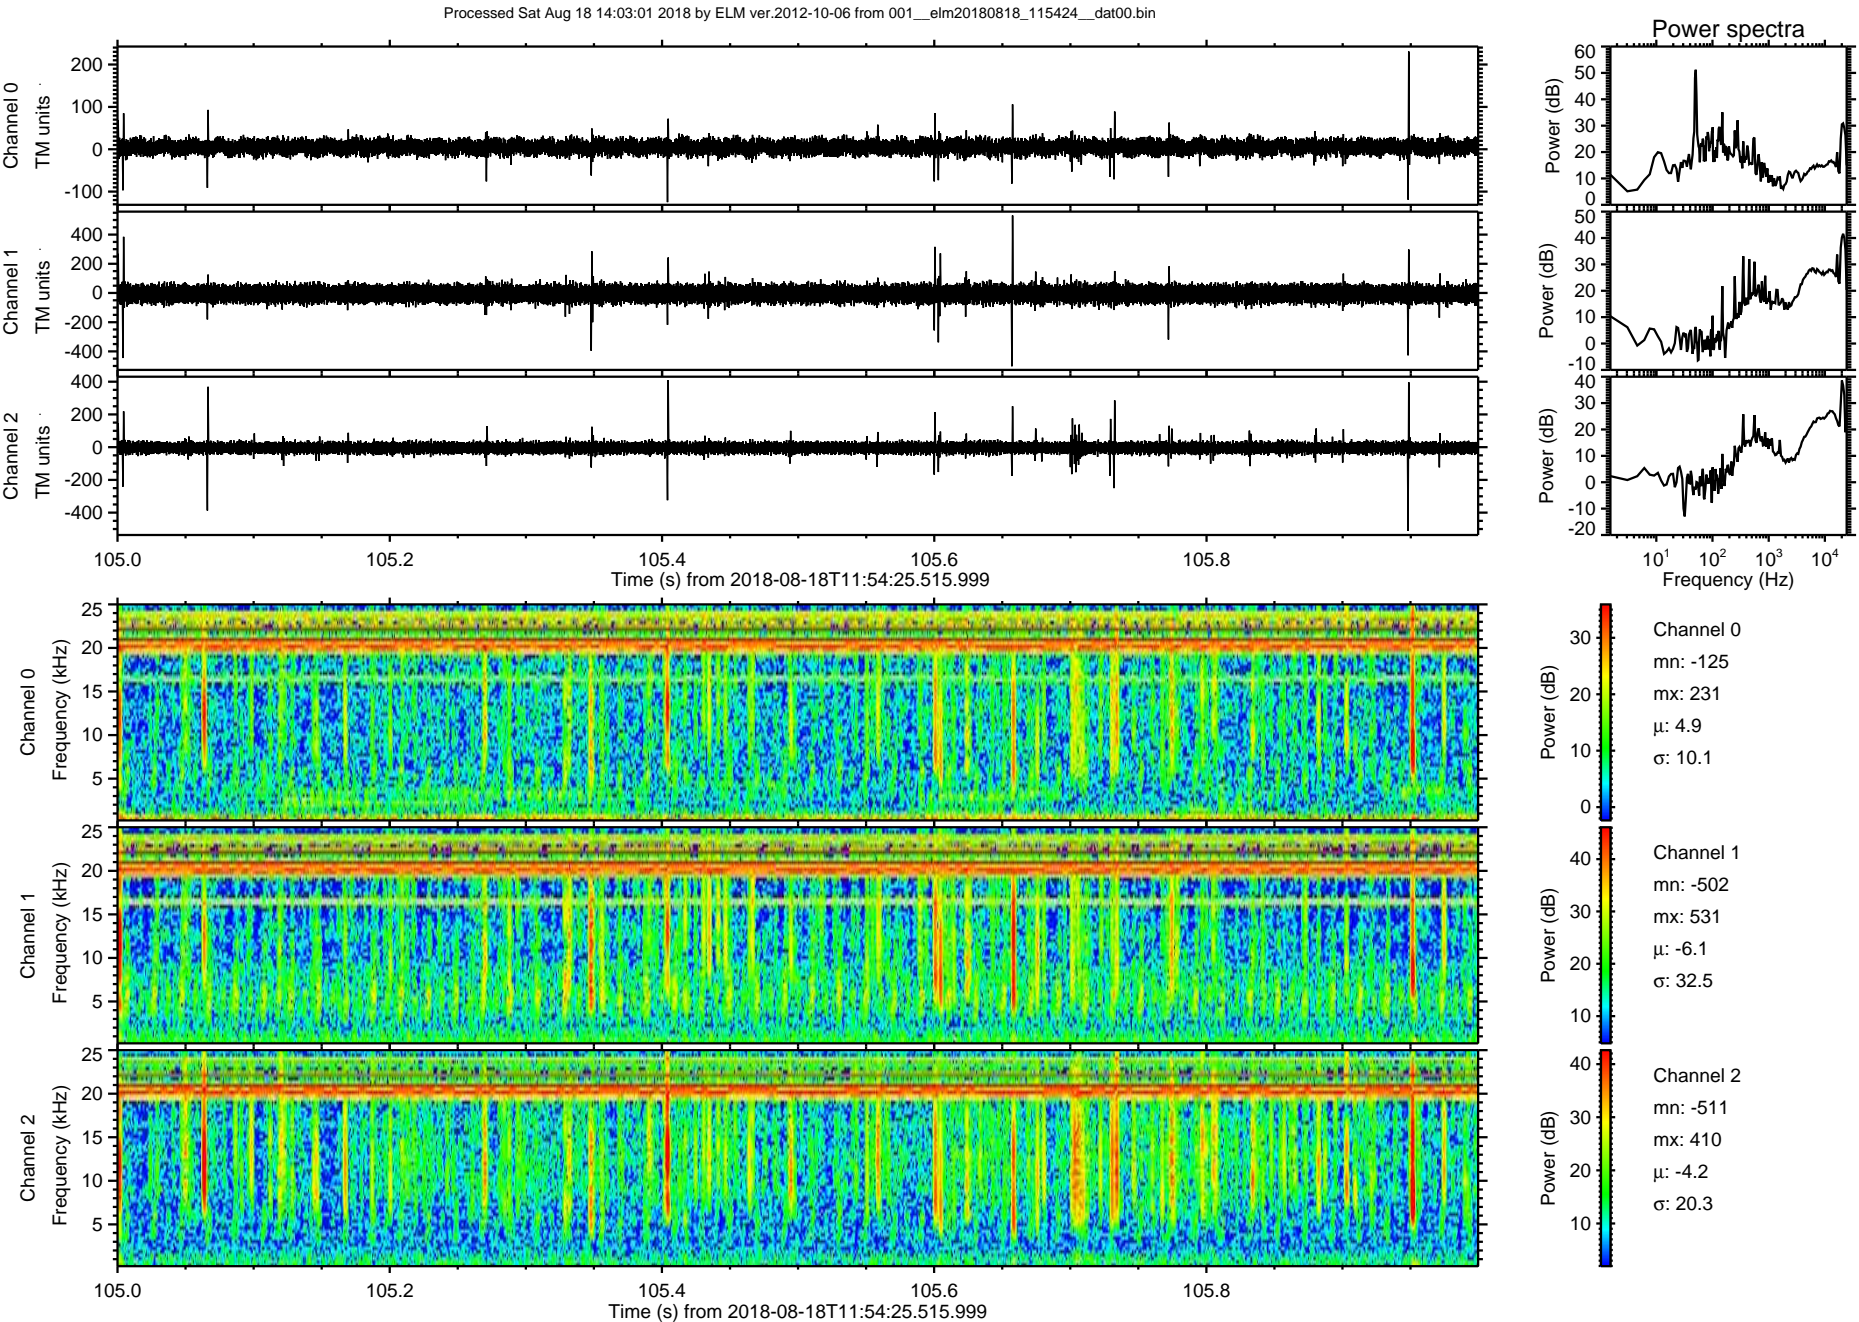 Processed Sat Aug 18 14:03:01 2018 by ELM ver.2012-10-06 from 001__elm20180818_115424__dat00.bin
Power spectra
Channel 0
TM units
200
100
0
-100
Power (dB)
60
50
40
30
20
10
0
Channel 1
TM units
400
200
0
-200
-400
Power (dB)
50
40
30
20
10
0
-10
Channel 2
TM units
400
200
0
-200
-400
Power (dB)
40
30
20
10
0
-10
-20
105.0 105.2 105.4 105.6 105.8
Time (s) from 2018-08-18T11:54:25.515.999
10¹ 10² 10³ 10⁴
Frequency (Hz)
Channel 0
Frequency (kHz)
25
20
15
10
5
Power (dB)
30
20
10
0
Channel 0
mn: -125
mx: 231
μ: 4.9
σ: 10.1
Channel 1
Frequency (kHz)
25
20
15
10
5
Power (dB)
40
30
20
10
Channel 1
mn: -502
mx: 531
μ: -6.1
σ: 32.5
Channel 2
Frequency (kHz)
25
20
15
10
5
Power (dB)
40
30
20
10
Channel 2
mn: -511
mx: 410
μ: -4.2
σ: 20.3
105.0 105.2 105.4 105.6 105.8
Time (s) from 2018-08-18T11:54:25.515.999